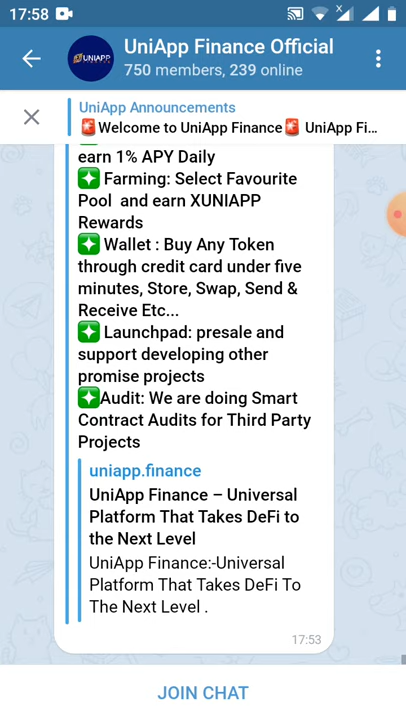 17:58
UniApp Finance Official
750 members, 239 online
UNIAPP
UniApp Announcements
🚨Welcome to UniApp Finance🚨 UniApp Fi...
earn 1% APY Daily
Farming: Select Favourite
Pool and earn XUNIAPP
Rewards
Wallet : Buy Any Token
through credit card under five
minutes, Store, Swap, Send &
Receive Etc...
Launchpad: presale and
support developing other
promise projects
Audit: We are doing Smart
Contract Audits for Third Party
Projects
uniapp.finance
UniApp Finance – Universal
Platform That Takes DeFi to
the Next Level
UniApp Finance:-Universal
Platform That Takes DeFi To
The Next Level .
17:53
JOIN CHAT